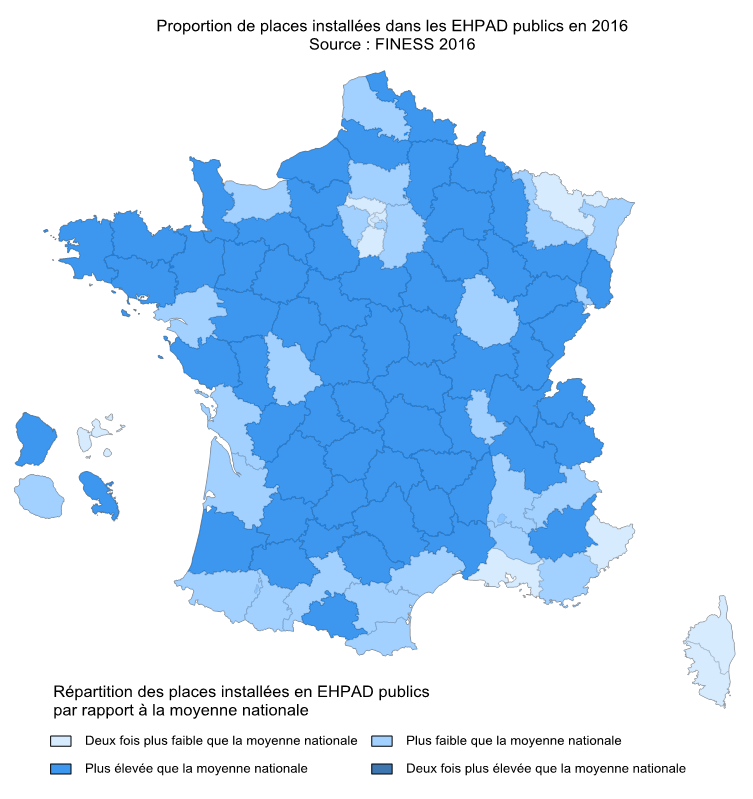 Proportion de places installées dans les EHPAD publics en 2016
Source : FINESS 2016
Répartition des places installées en EHPAD publics
par rapport à la moyenne nationale
Deux fois plus faible que la moyenne nationale
Plus faible que la moyenne nationale
Plus élevée que la moyenne nationale
Deux fois plus élevée que la moyenne nationale